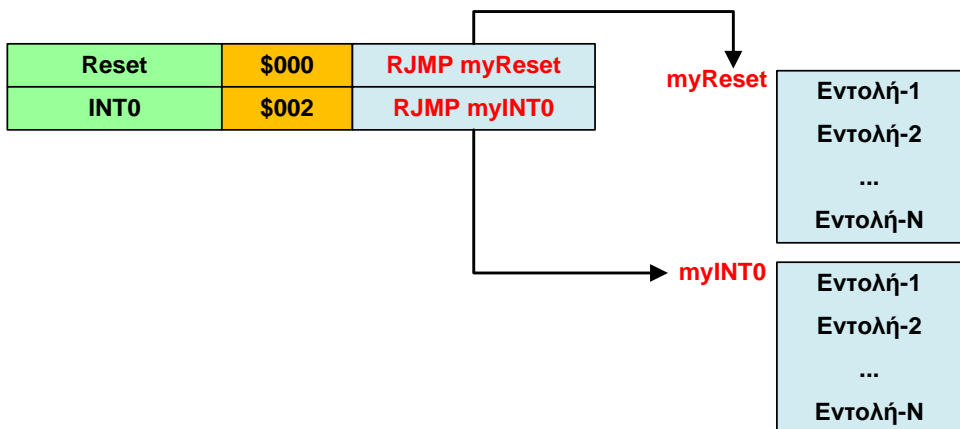 Reset $000 RJMP myReset
INT0 $002 RJMP myINT0
myReset
Εντολή-1
Εντολή-2
...
Εντολή-N
myINT0
Εντολή-1
Εντολή-2
...
Εντολή-N